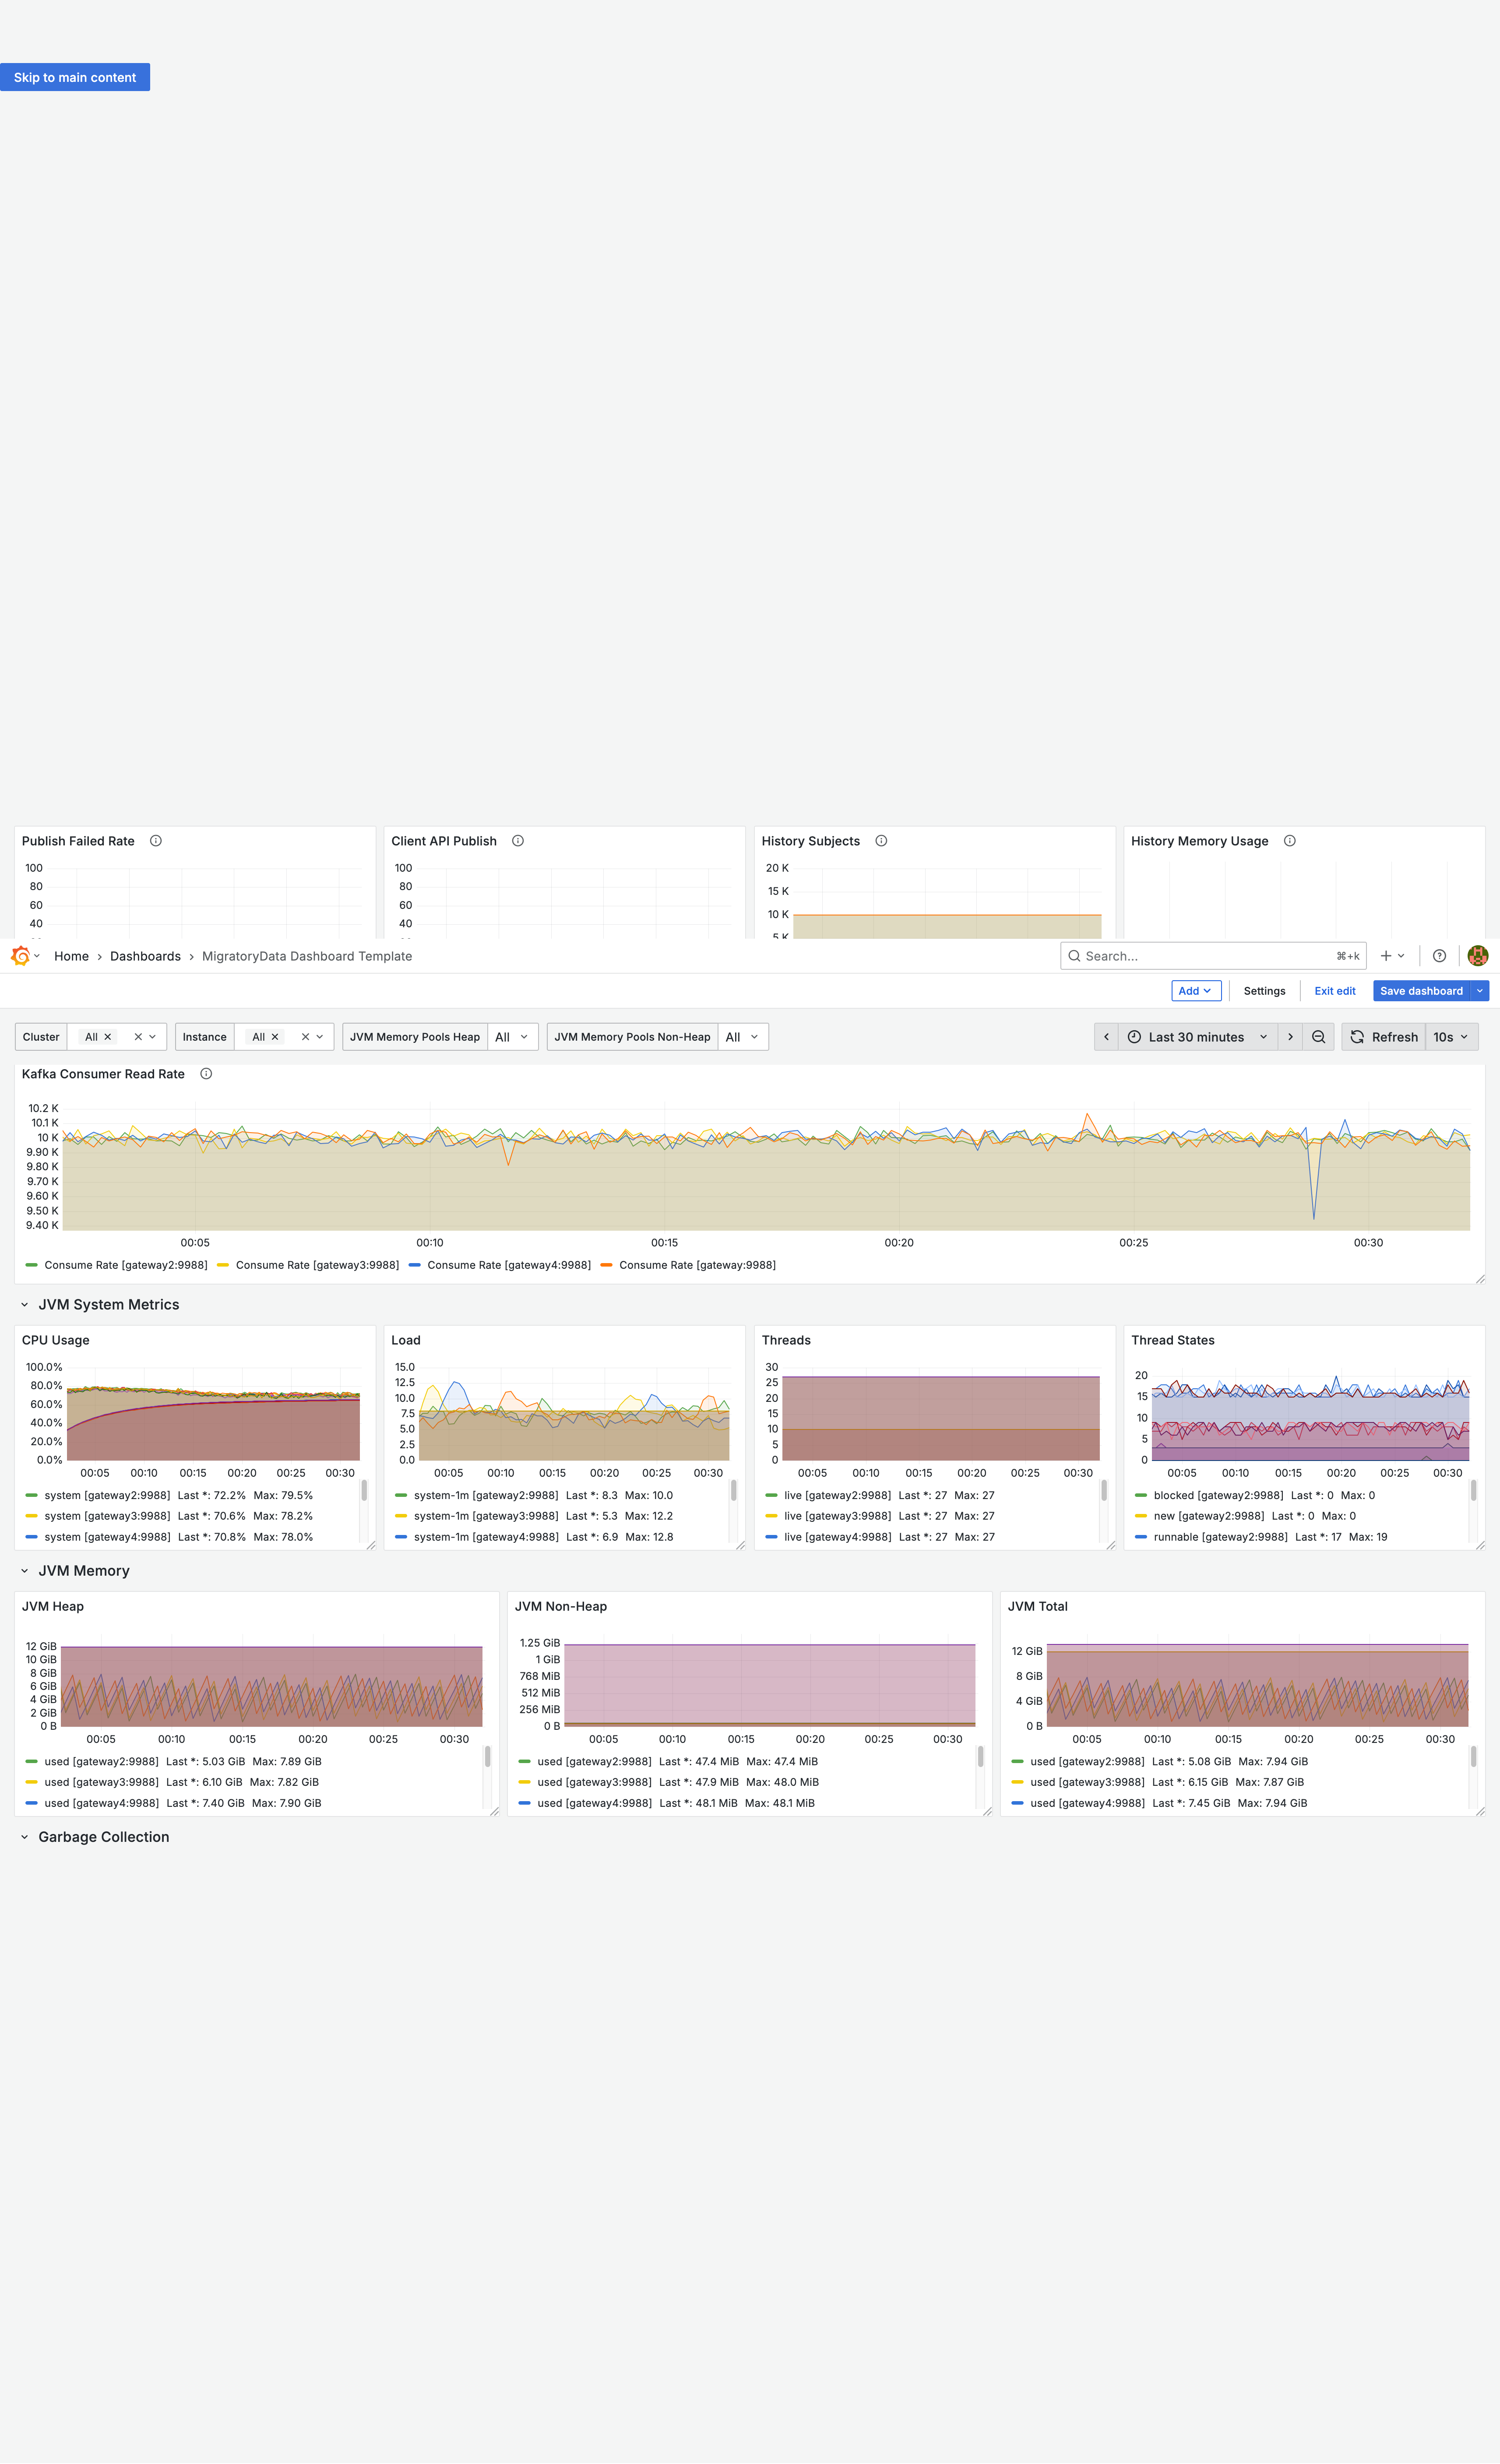 Skip to main content
Publish Failed Rate
100
80
60
40
Client API Publish
100
80
60
40
History Subjects
20 K
15 K
10 K
5 K
History Memory Usage
Home › Dashboards › MigratoryData Dashboard Template
Search... ⌘+k
Add Settings Exit edit Save dashboard
Cluster All Instance All JVM Memory Pools Heap All JVM Memory Pools Non-Heap All Last 30 minutes Refresh 10s
Kafka Consumer Read Rate
10.2 K
10.1 K
10 K
9.90 K
9.80 K
9.70 K
9.60 K
9.50 K
9.40 K
00:05 00:10 00:15 00:20 00:25 00:30
Consume Rate [gateway2:9988] Consume Rate [gateway3:9988] Consume Rate [gateway4:9988] Consume Rate [gateway:9988]
JVM System Metrics
CPU Usage
100.0%
80.0%
60.0%
40.0%
20.0%
0.0%
00:05 00:10 00:15 00:20 00:25 00:30
system [gateway2:9988] Last *: 72.2% Max: 79.5%
system [gateway3:9988] Last *: 70.6% Max: 78.2%
system [gateway4:9988] Last *: 70.8% Max: 78.0%
Load
15.0
12.5
10.0
7.5
5.0
2.5
0.0
00:05 00:10 00:15 00:20 00:25 00:30
system-1m [gateway2:9988] Last *: 8.3 Max: 10.0
system-1m [gateway3:9988] Last *: 5.3 Max: 12.2
system-1m [gateway4:9988] Last *: 6.9 Max: 12.8
Threads
30
25
20
15
10
5
0
00:05 00:10 00:15 00:20 00:25 00:30
live [gateway2:9988] Last *: 27 Max: 27
live [gateway3:9988] Last *: 27 Max: 27
live [gateway4:9988] Last *: 27 Max: 27
Thread States
20
15
10
5
0
00:05 00:10 00:15 00:20 00:25 00:30
blocked [gateway2:9988] Last *: 0 Max: 0
new [gateway2:9988] Last *: 0 Max: 0
runnable [gateway2:9988] Last *: 17 Max: 19
JVM Memory
JVM Heap
12 GiB
10 GiB
8 GiB
6 GiB
4 GiB
2 GiB
0 B
00:05 00:10 00:15 00:20 00:25 00:30
used [gateway2:9988] Last *: 5.03 GiB Max: 7.89 GiB
used [gateway3:9988] Last *: 6.10 GiB Max: 7.82 GiB
used [gateway4:9988] Last *: 7.40 GiB Max: 7.90 GiB
JVM Non-Heap
1.25 GiB
1 GiB
768 MiB
512 MiB
256 MiB
0 B
00:05 00:10 00:15 00:20 00:25 00:30
used [gateway2:9988] Last *: 47.4 MiB Max: 47.4 MiB
used [gateway3:9988] Last *: 47.9 MiB Max: 48.0 MiB
used [gateway4:9988] Last *: 48.1 MiB Max: 48.1 MiB
JVM Total
12 GiB
8 GiB
4 GiB
0 B
00:05 00:10 00:15 00:20 00:25 00:30
used [gateway2:9988] Last *: 5.08 GiB Max: 7.94 GiB
used [gateway3:9988] Last *: 6.15 GiB Max: 7.87 GiB
used [gateway4:9988] Last *: 7.45 GiB Max: 7.94 GiB
Garbage Collection